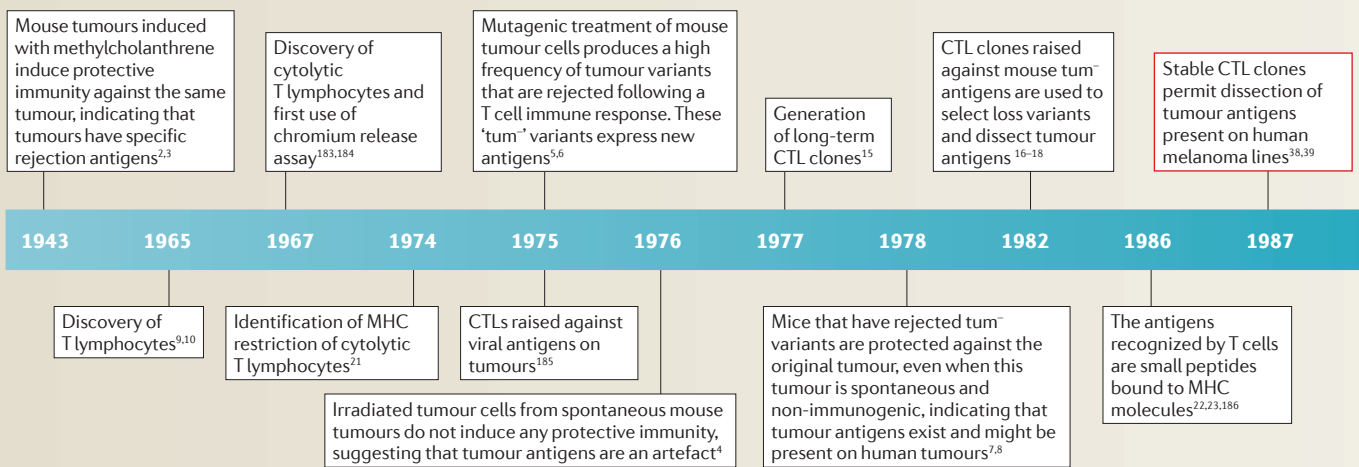 Mouse tumours induced
with methylcholanthrene
induce protective
immunity against the same
tumour, indicating that
tumours have specific
rejection antigens2,3
Discovery of
cytolytic
T lymphocytes and
first use of
chromium release
assay183,184
Mutagenic treatment of mouse
tumour cells produces a high
frequency of tumour variants
that are rejected following a
T cell immune response. These
‘tum–’ variants express new
antigens5,6
Generation
of long-term
CTL clones15
CTL clones raised
against mouse tum–
antigens are used to
select loss variants
and dissect tumour
antigens 16–18
Stable CTL clones
permit dissection of
tumour antigens
present on human
melanoma lines38,39
1943 1965 1967 1974 1975 1976 1977 1978 1982 1986 1987
Discovery of
T lymphocytes9,10
Identification of MHC
restriction of cytolytic
T lymphocytes21
CTLs raised against
viral antigens on
tumours185
Irradiated tumour cells from spontaneous mouse
tumours do not induce any protective immunity,
suggesting that tumour antigens are an artefact4
Mice that have rejected tum–
variants are protected against the
original tumour, even when this
tumour is spontaneous and
non-immunogenic, indicating that
tumour antigens exist and might be
present on human tumours7,8
The antigens
recognized by T cells
are small peptides
bound to MHC
molecules22,23,186